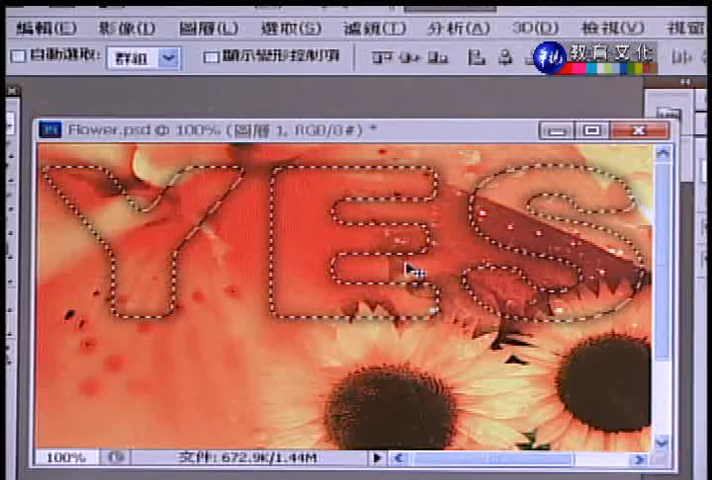 編輯(E) 影像(I) 圖層(L) 選取(S) 濾鏡(T) 分析(A) 3D(D) 檢視(V) 視窗
自動選取: 群組 顯示變形控制項
教育文化
Flower.psd @ 100% (圖層 1, RGB/8#) *
YES
100% 文件: 672.9K/1.44M